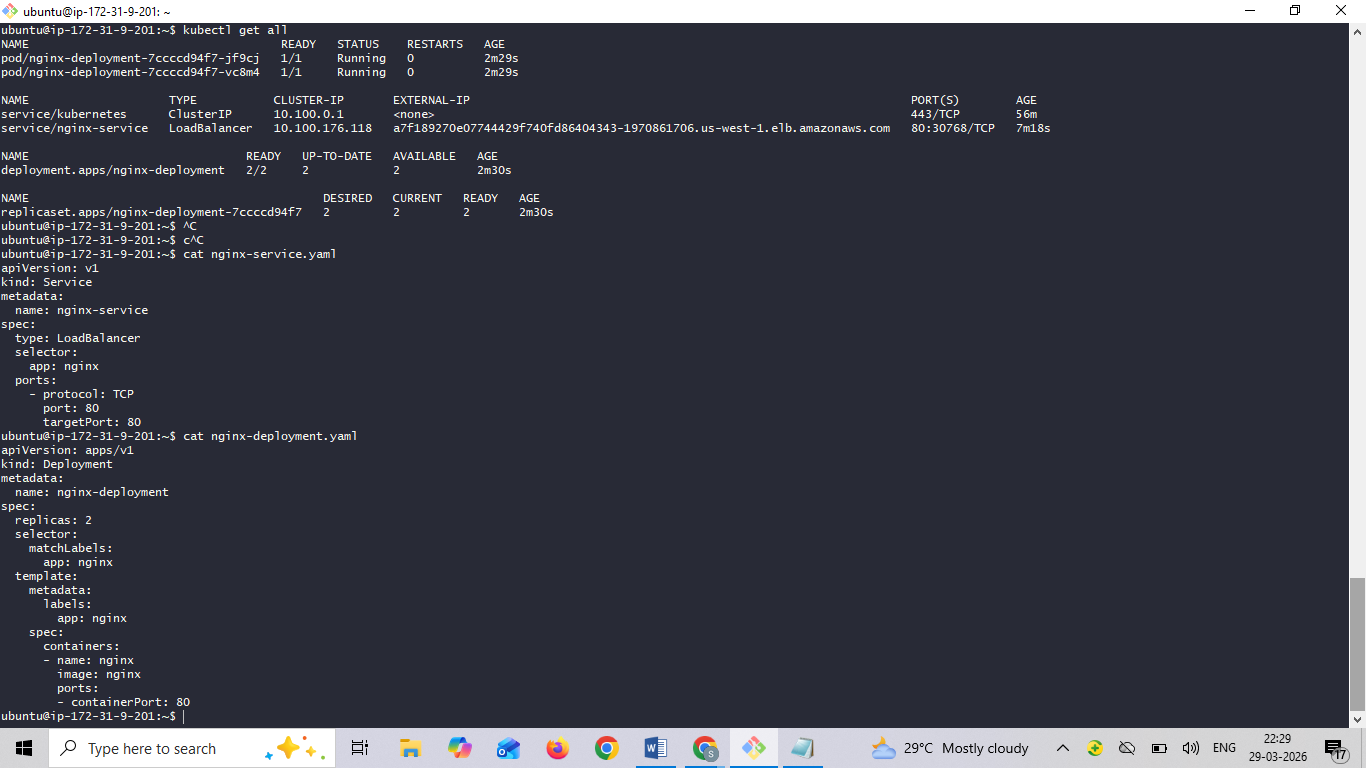 ubuntu@ip-172-31-9-201: ~
ubuntu@ip-172-31-9-201:~$ kubectl get all
NAME READY STATUS RESTARTS AGE
pod/nginx-deployment-7ccccd94f7-jf9cj 1/1 Running 0 2m29s
pod/nginx-deployment-7ccccd94f7-vc8m4 1/1 Running 0 2m29s
NAME TYPE CLUSTER-IP EXTERNAL-IP PORT(S) AGE
service/kubernetes ClusterIP 10.100.0.1 <none> 443/TCP 56m
service/nginx-service LoadBalancer 10.100.176.118 a7f189270e07744429f740fd86404343-1970861706.us-west-1.elb.amazonaws.com 80:30768/TCP 7m18s
NAME READY UP-TO-DATE AVAILABLE AGE
deployment.apps/nginx-deployment 2/2 2 2 2m30s
NAME DESIRED CURRENT READY AGE
replicaset.apps/nginx-deployment-7ccccd94f7 2 2 2 2m30s
ubuntu@ip-172-31-9-201:~$ ^C
ubuntu@ip-172-31-9-201:~$ c^C
ubuntu@ip-172-31-9-201:~$ cat nginx-service.yaml
apiVersion: v1
kind: Service
metadata:
  name: nginx-service
spec:
  type: LoadBalancer
  selector:
    app: nginx
  ports:
    - protocol: TCP
      port: 80
      targetPort: 80
ubuntu@ip-172-31-9-201:~$ cat nginx-deployment.yaml
apiVersion: apps/v1
kind: Deployment
metadata:
  name: nginx-deployment
spec:
  replicas: 2
  selector:
    matchLabels:
      app: nginx
  template:
    metadata:
      labels:
        app: nginx
    spec:
      containers:
      - name: nginx
        image: nginx
        ports:
        - containerPort: 80
ubuntu@ip-172-31-9-201:~$
Type here to search
29°C Mostly cloudy
ENG
22:29
29-03-2026
17